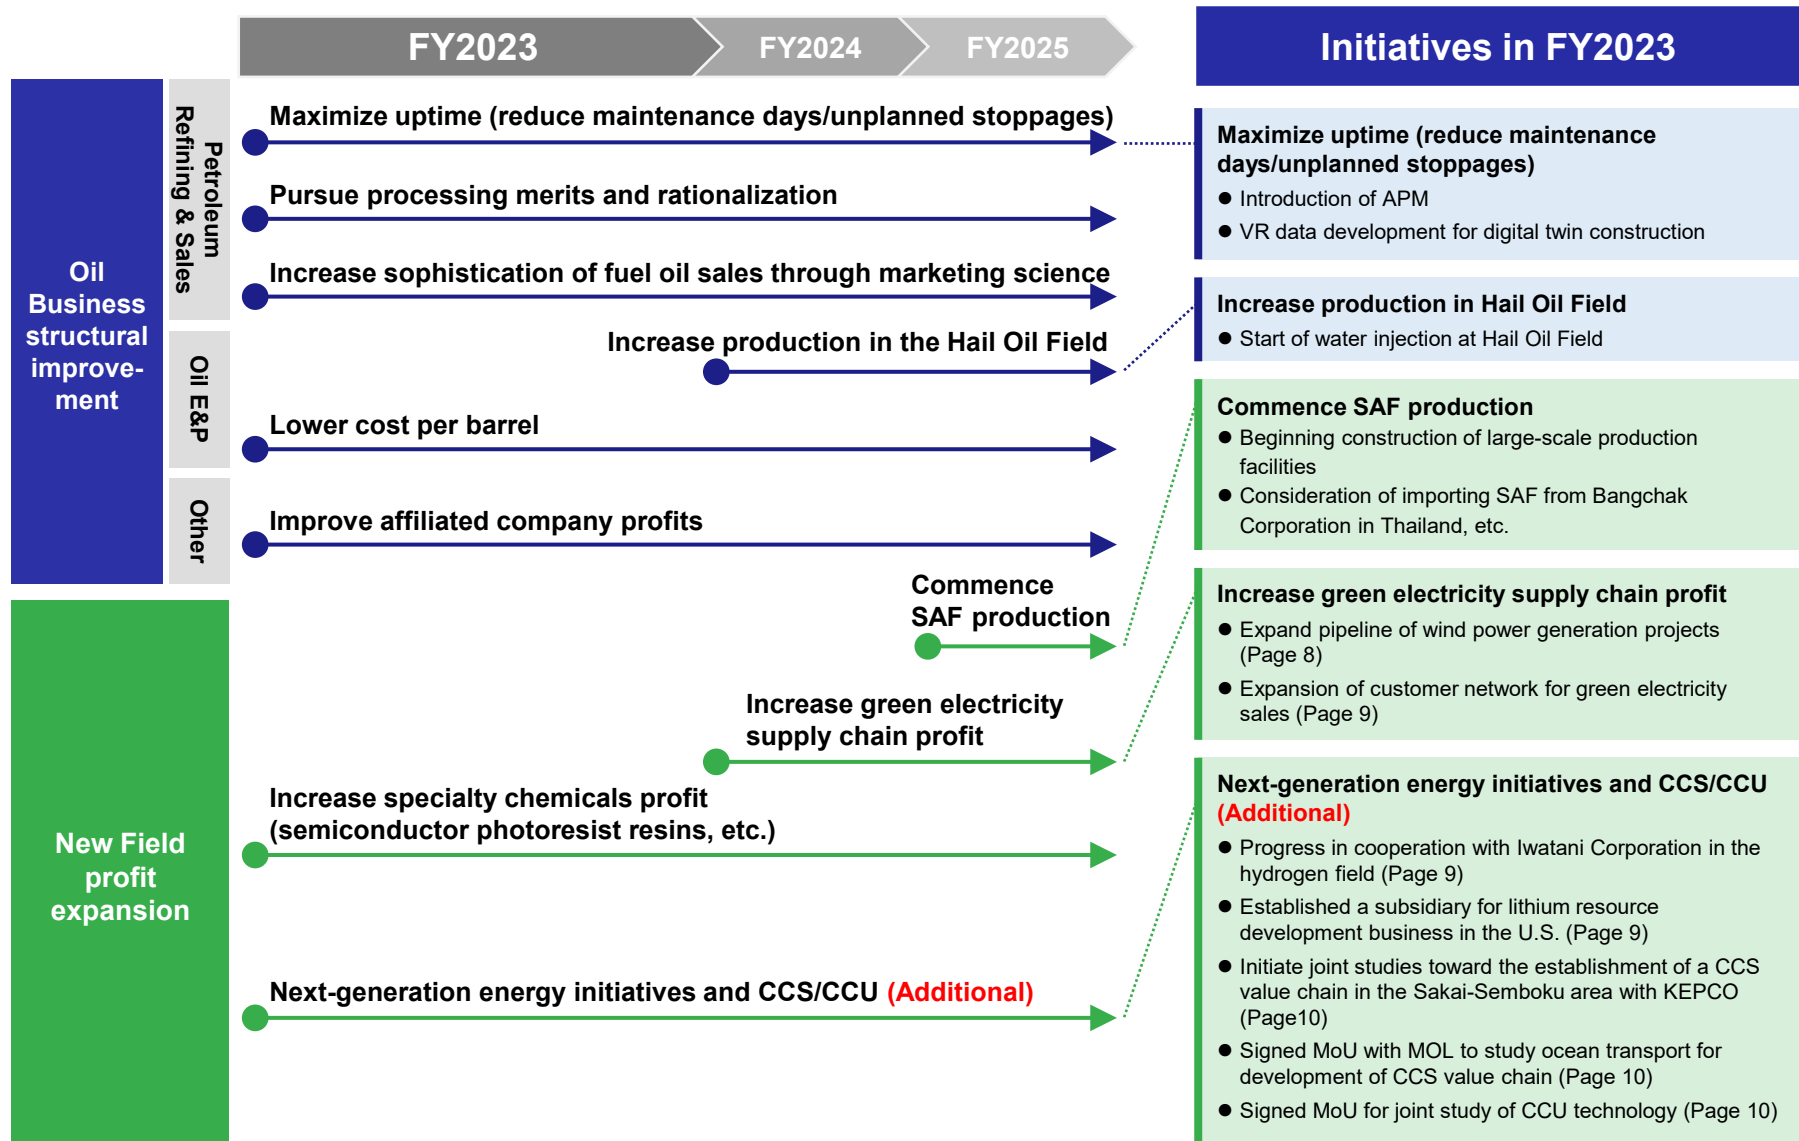 FY2023
FY2024
FY2025
Initiatives in FY2023
Oil
Business
structural
improve-
ment
Petroleum
Refining & Sales
Maximize uptime (reduce maintenance days/unplanned stoppages)
Pursue processing merits and rationalization
Increase sophistication of fuel oil sales through marketing science
Oil E&P
Increase production in the Hail Oil Field
Lower cost per barrel
Other
Improve affiliated company profits
New Field
profit
expansion
Commence
SAF production
Increase green electricity
supply chain profit
Increase specialty chemicals profit
(semiconductor photoresist resins, etc.)
Next-generation energy initiatives and CCS/CCU (Additional)
Maximize uptime (reduce maintenance
days/unplanned stoppages)
● Introduction of APM
● VR data development for digital twin construction
Increase production in Hail Oil Field
● Start of water injection at Hail Oil Field
Commence SAF production
● Beginning construction of large-scale production
facilities
● Consideration of importing SAF from Bangchak
Corporation in Thailand, etc.
Increase green electricity supply chain profit
● Expand pipeline of wind power generation projects
(Page 8)
● Expansion of customer network for green electricity
sales (Page 9)
Next-generation energy initiatives and CCS/CCU
(Additional)
● Progress in cooperation with Iwatani Corporation in the
hydrogen field (Page 9)
● Established a subsidiary for lithium resource
development business in the U.S. (Page 9)
● Initiate joint studies toward the establishment of a CCS
value chain in the Sakai-Semboku area with KEPCO
(Page10)
● Signed MoU with MOL to study ocean transport for
development of CCS value chain (Page 10)
● Signed MoU for joint study of CCU technology (Page 10)